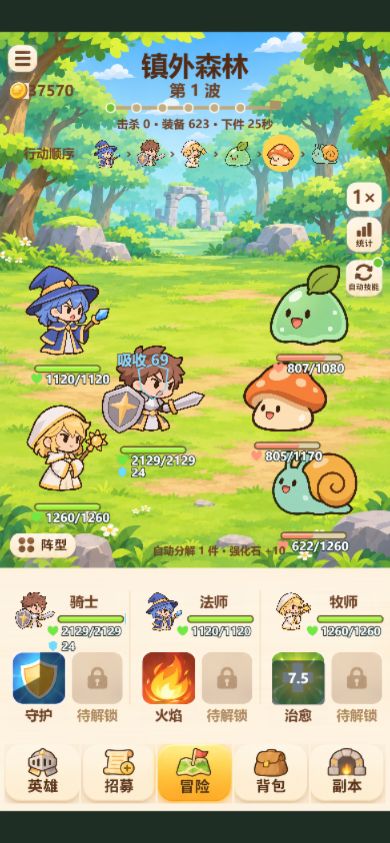 镇外森林
37570
第 1 波
击杀 0 · 装备 623 · 下件 25秒
行动顺序
1×
统计
自动技能
吸收 69
1120/1120
807/1080
2129/2129
24
805/1170
1260/1260
622/1260
阵型
自动分解 1 件 · 强化石 +10
骑士
2129/2129
24
法师
1120/1120
牧师
1260/1260
7.5
守护
待解锁
火焰
待解锁
治愈
待解锁
英雄
招募
冒险
背包
副本